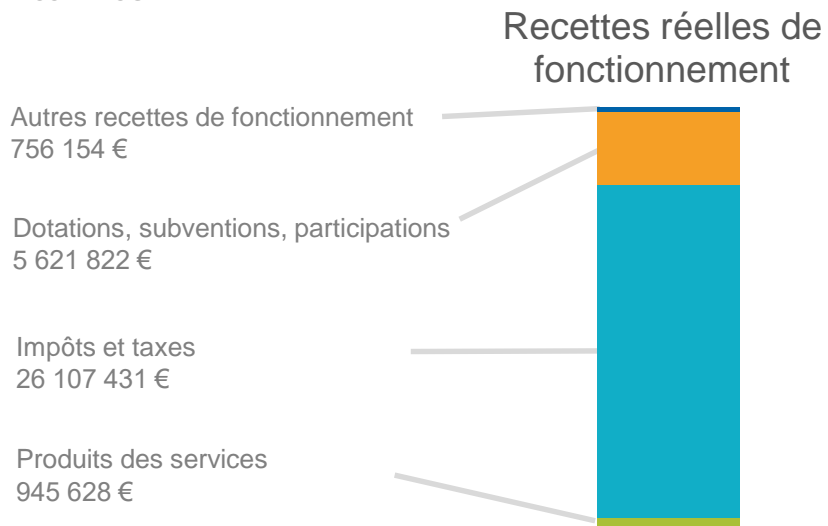 Recettes réelles de
fonctionnement
Autres recettes de fonctionnement
756 154 €
Dotations, subventions, participations
5 621 822 €
Impôts et taxes
26 107 431 €
Produits des services
945 628 €